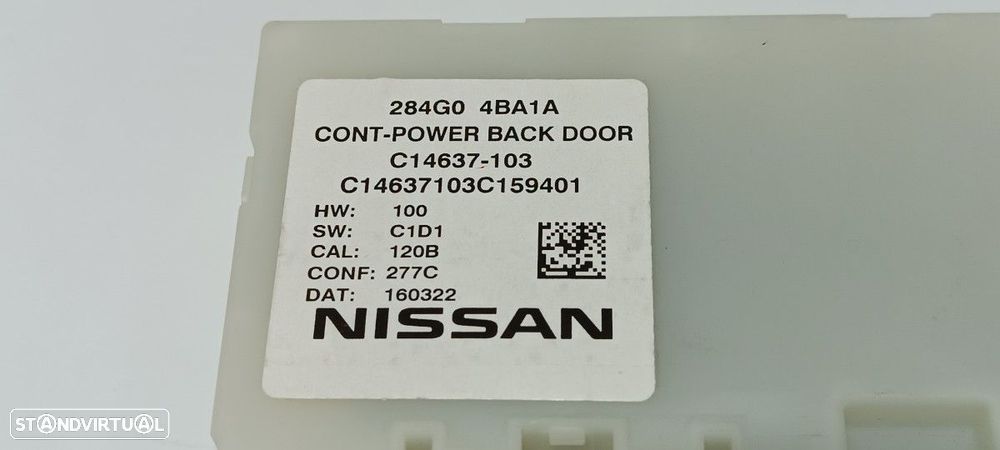 284G0 4BA1A
CONT-POWER BACK DOOR
C14637-103
C14637103C159401
HW: 100
SW: C1D1
CAL: 120B
CONF: 277C
DAT: 160322
NISSAN
STANDVIRTUAL